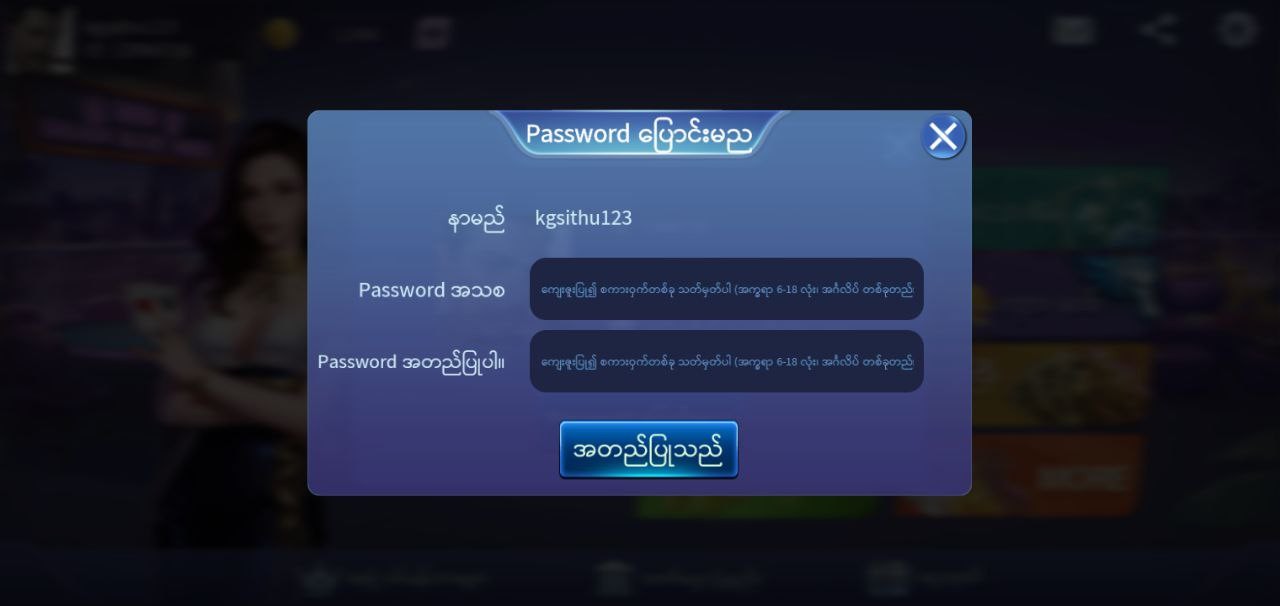 Password ပြောင်းမည
နာမည် kgsithu123
Password အသစ ကျေးဇူးပြု၍ စကားဝှက်တစ်ခု သတ်မှတ်ပါ (အက္ခရာ 6-18 လုံး၊ အင်္ဂလိပ် တစ်ခုတည်း
Password အတည်ပြုပါ။ ကျေးဇူးပြု၍ စကားဝှက်တစ်ခု သတ်မှတ်ပါ (အက္ခရာ 6-18 လုံး၊ အင်္ဂလိပ် တစ်ခုတည်း
အတည်ပြုသည်
MORE